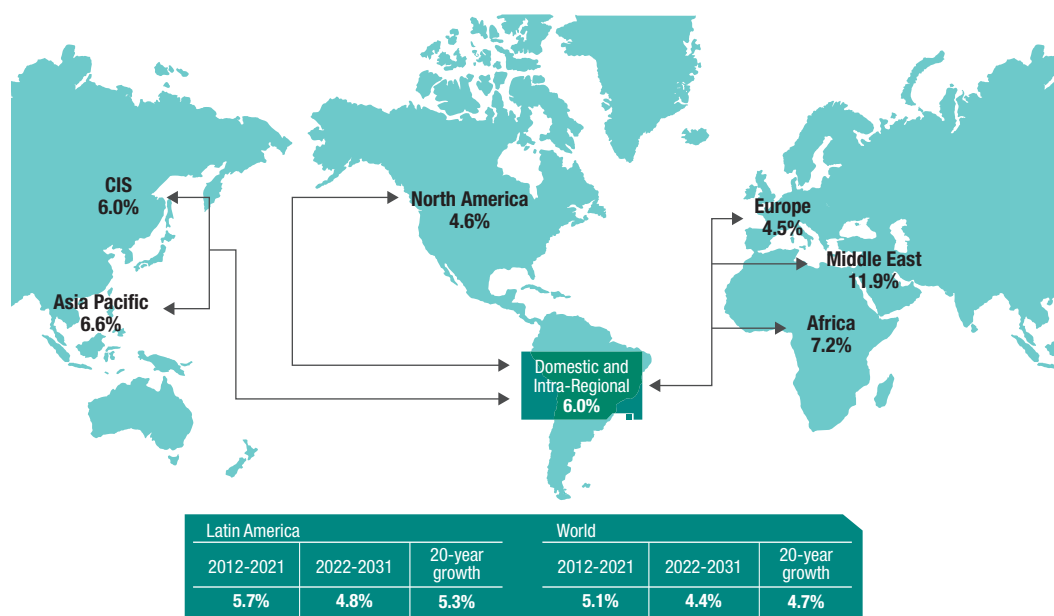 CIS
6.0%
North America
4.6%
Europe
4.5%
Middle East
11.9%
Asia Pacific
6.6%
Africa
7.2%
Domestic and
Intra-Regional
6.0%
Latin America
2012-2021
2022-2031
20-year
growth
5.7%
4.8%
5.3%
World
2012-2021
2022-2031
20-year
growth
5.1%
4.4%
4.7%